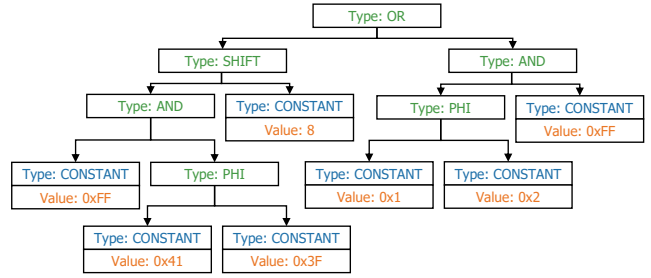 Type: OR
Type: SHIFT
Type: AND
Type: AND
Type: CONSTANT
Value: 8
Type: PHI
Type: CONSTANT
Value: 0xFF
Type: CONSTANT
Value: 0xFF
Type: PHI
Type: CONSTANT
Value: 0x1
Type: CONSTANT
Value: 0x2
Type: CONSTANT
Value: 0x41
Type: CONSTANT
Value: 0x3F